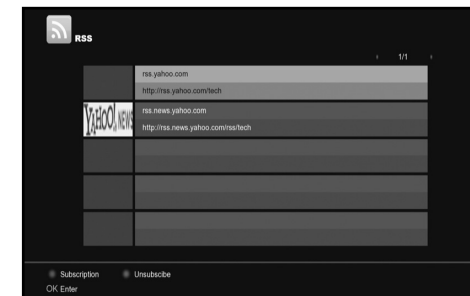 RSS
1/1
rss.yahoo.com
http://rss.yahoo.com/tech
YAHOO! NEWS
rss.news.yahoo.com
http://rss.news.yahoo.com/rss/tech
Subscription
Unsubscibe
OK Enter